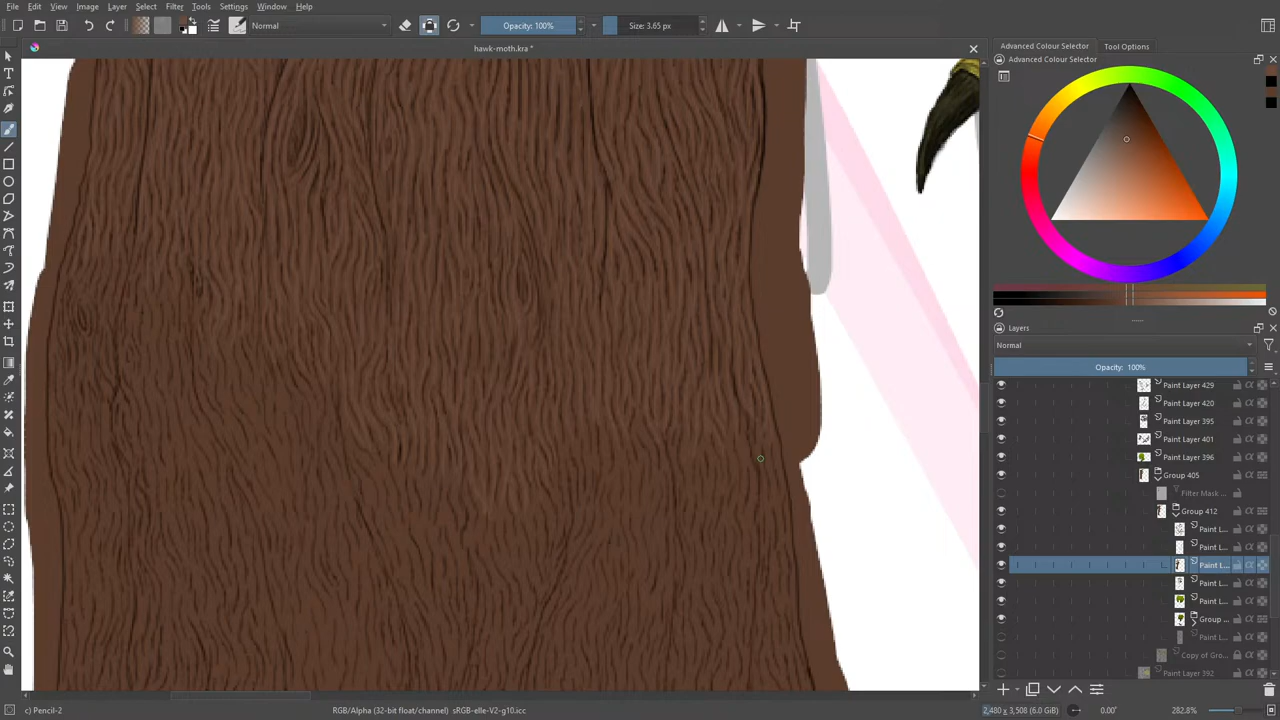 File Edit View Image Layer Select Filter Tools Settings Window Help
Normal Opacity: 100% Size: 3.65 px
hawk-moth.kra *
Advanced Colour Selector Tool Options
Advanced Colour Selector
Layers
Normal
Opacity: 100%
Paint Layer 429
Paint Layer 420
Paint Layer 395
Paint Layer 401
Paint Layer 396
Group 405
Filter Mask ...
Group 412
Paint L...
Paint L...
Paint L...
Paint L...
Paint L...
Group ...
Paint L...
Copy of Gro...
Paint Layer 392
c) Pencil-2 RGB/Alpha (32-bit float/channel) sRGB-elle-V2-g10.icc 2,480 x 3,508 (6.0 GiB) 0.00° 282.8%